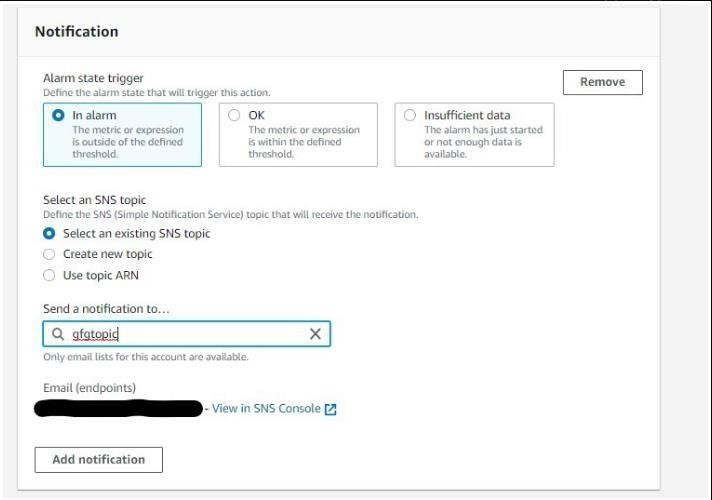 Notification
Alarm state trigger
Define the alarm state that will trigger this action.
Remove
In alarm
The metric or expression
is outside of the defined
threshold.
OK
The metric or expression
is within the defined
threshold.
Insufficient data
The alarm has just started
or not enough data is
available.
Select an SNS topic
Define the SNS (Simple Notification Service) topic that will receive the notification.
Select an existing SNS topic
Create new topic
Use topic ARN
Send a notification to...
gfgtopic
Only email lists for this account are available.
Email (endpoints)
- View in SNS Console
Add notification